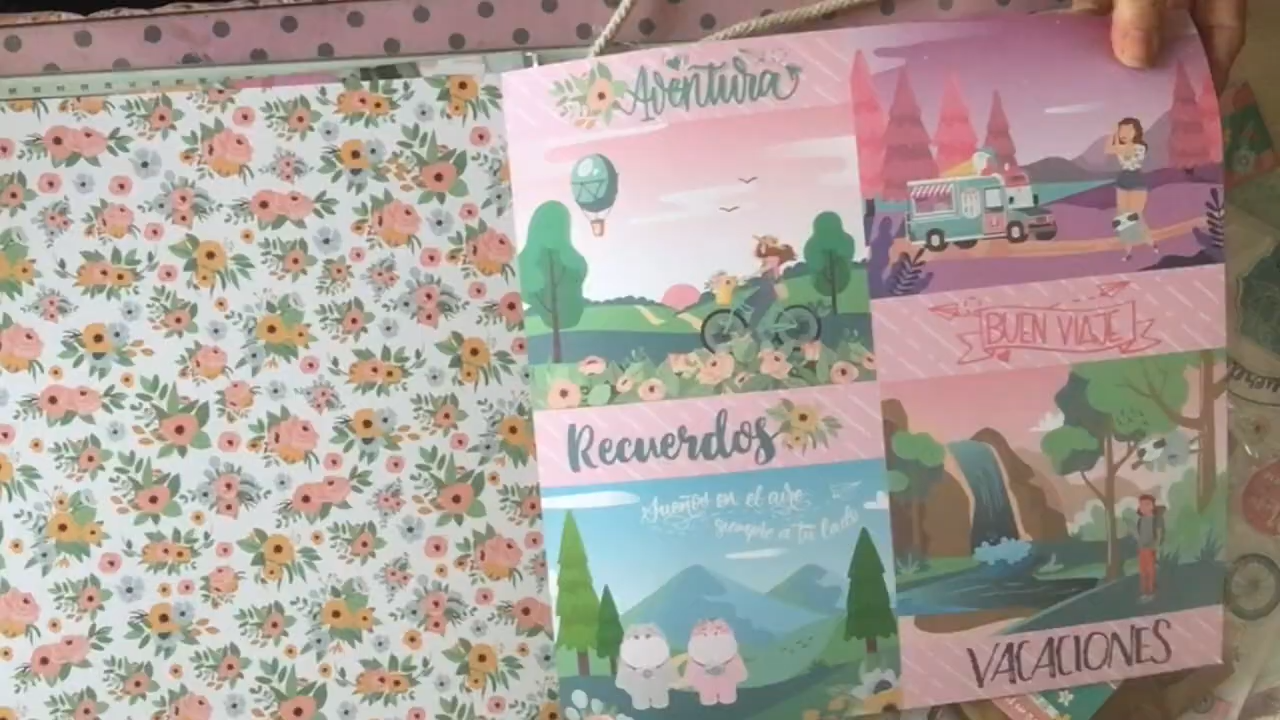 Aventura
BUEN VIAJE
Recuerdos
Sueños en el aire
siempre a tu lado
VACACIONES